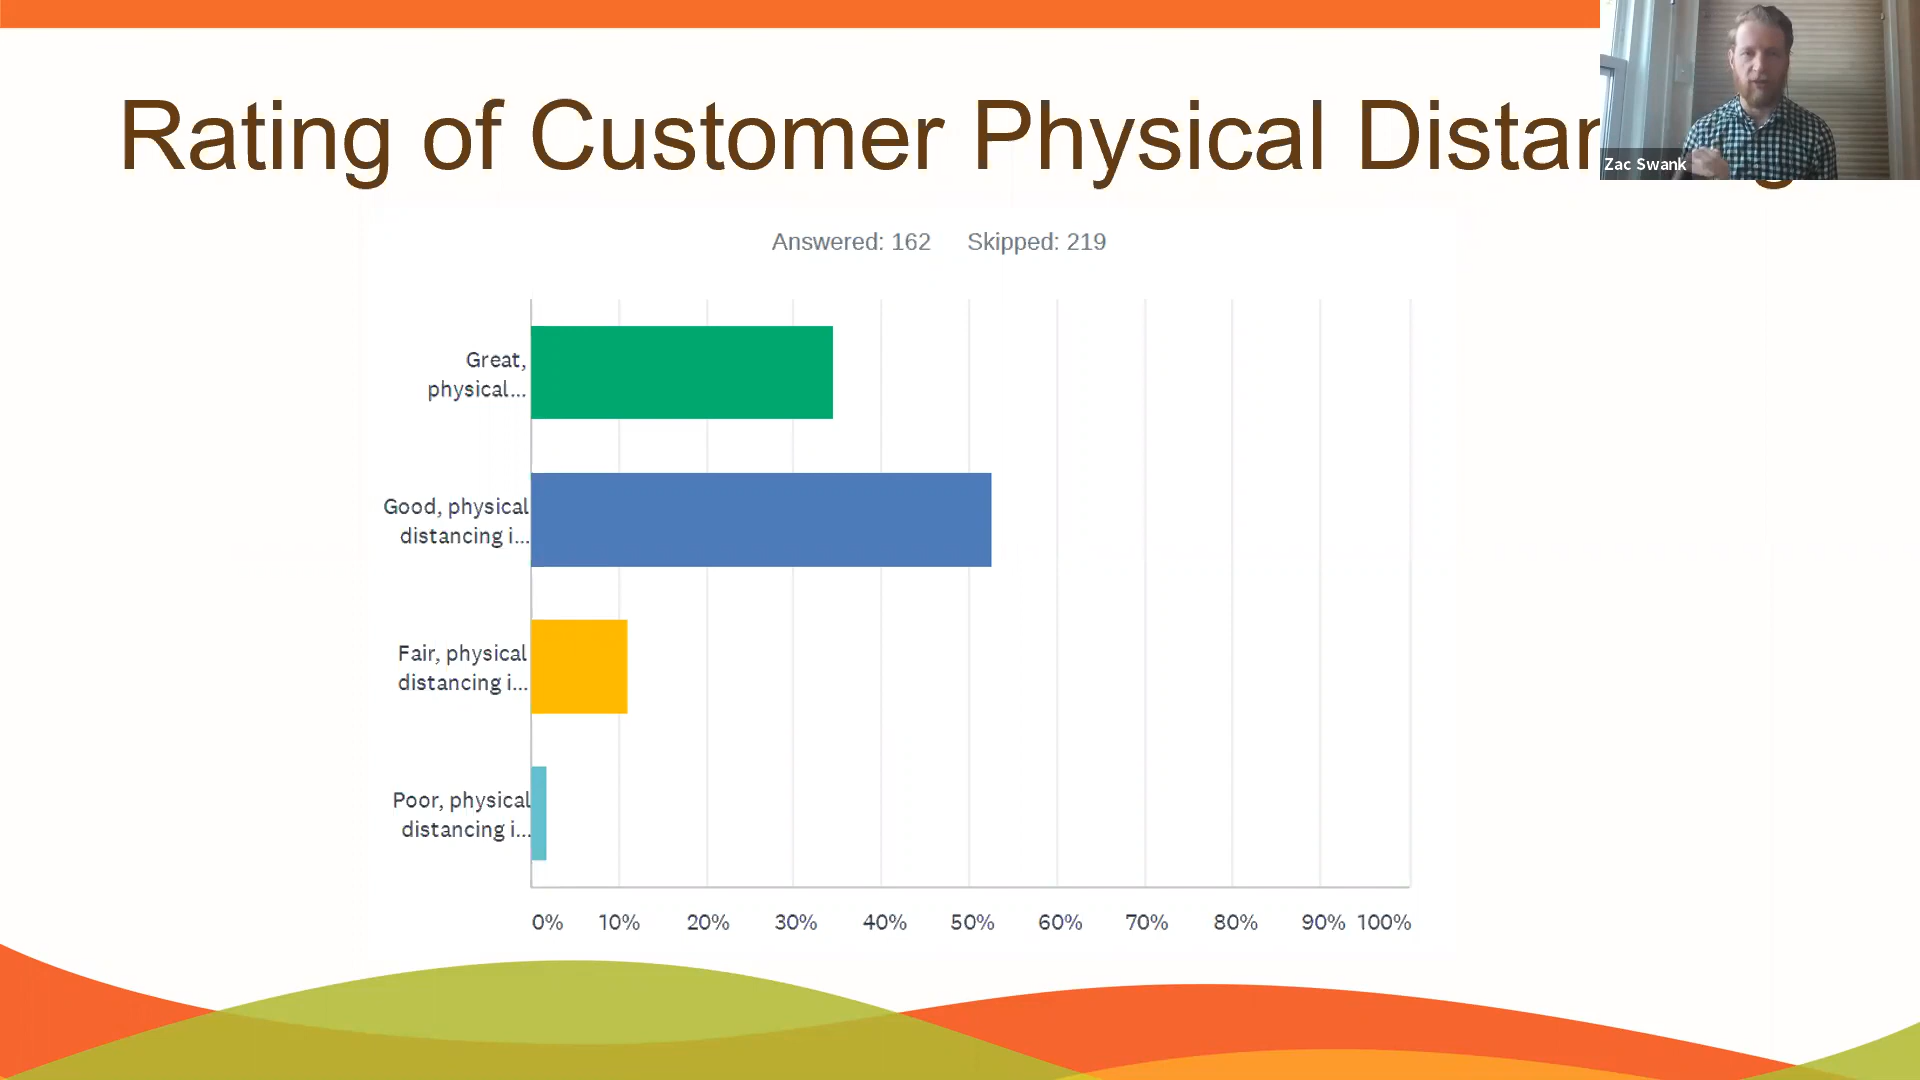 Rating of Customer Physical
Zac Swank
Answered: 162 Skipped: 219
Great,
physical...
Good, physical
distancing i...
Fair, physical
distancing i...
Poor, physical
distancing i...
0% 10% 20% 30% 40% 50% 60% 70% 80% 90% 100%